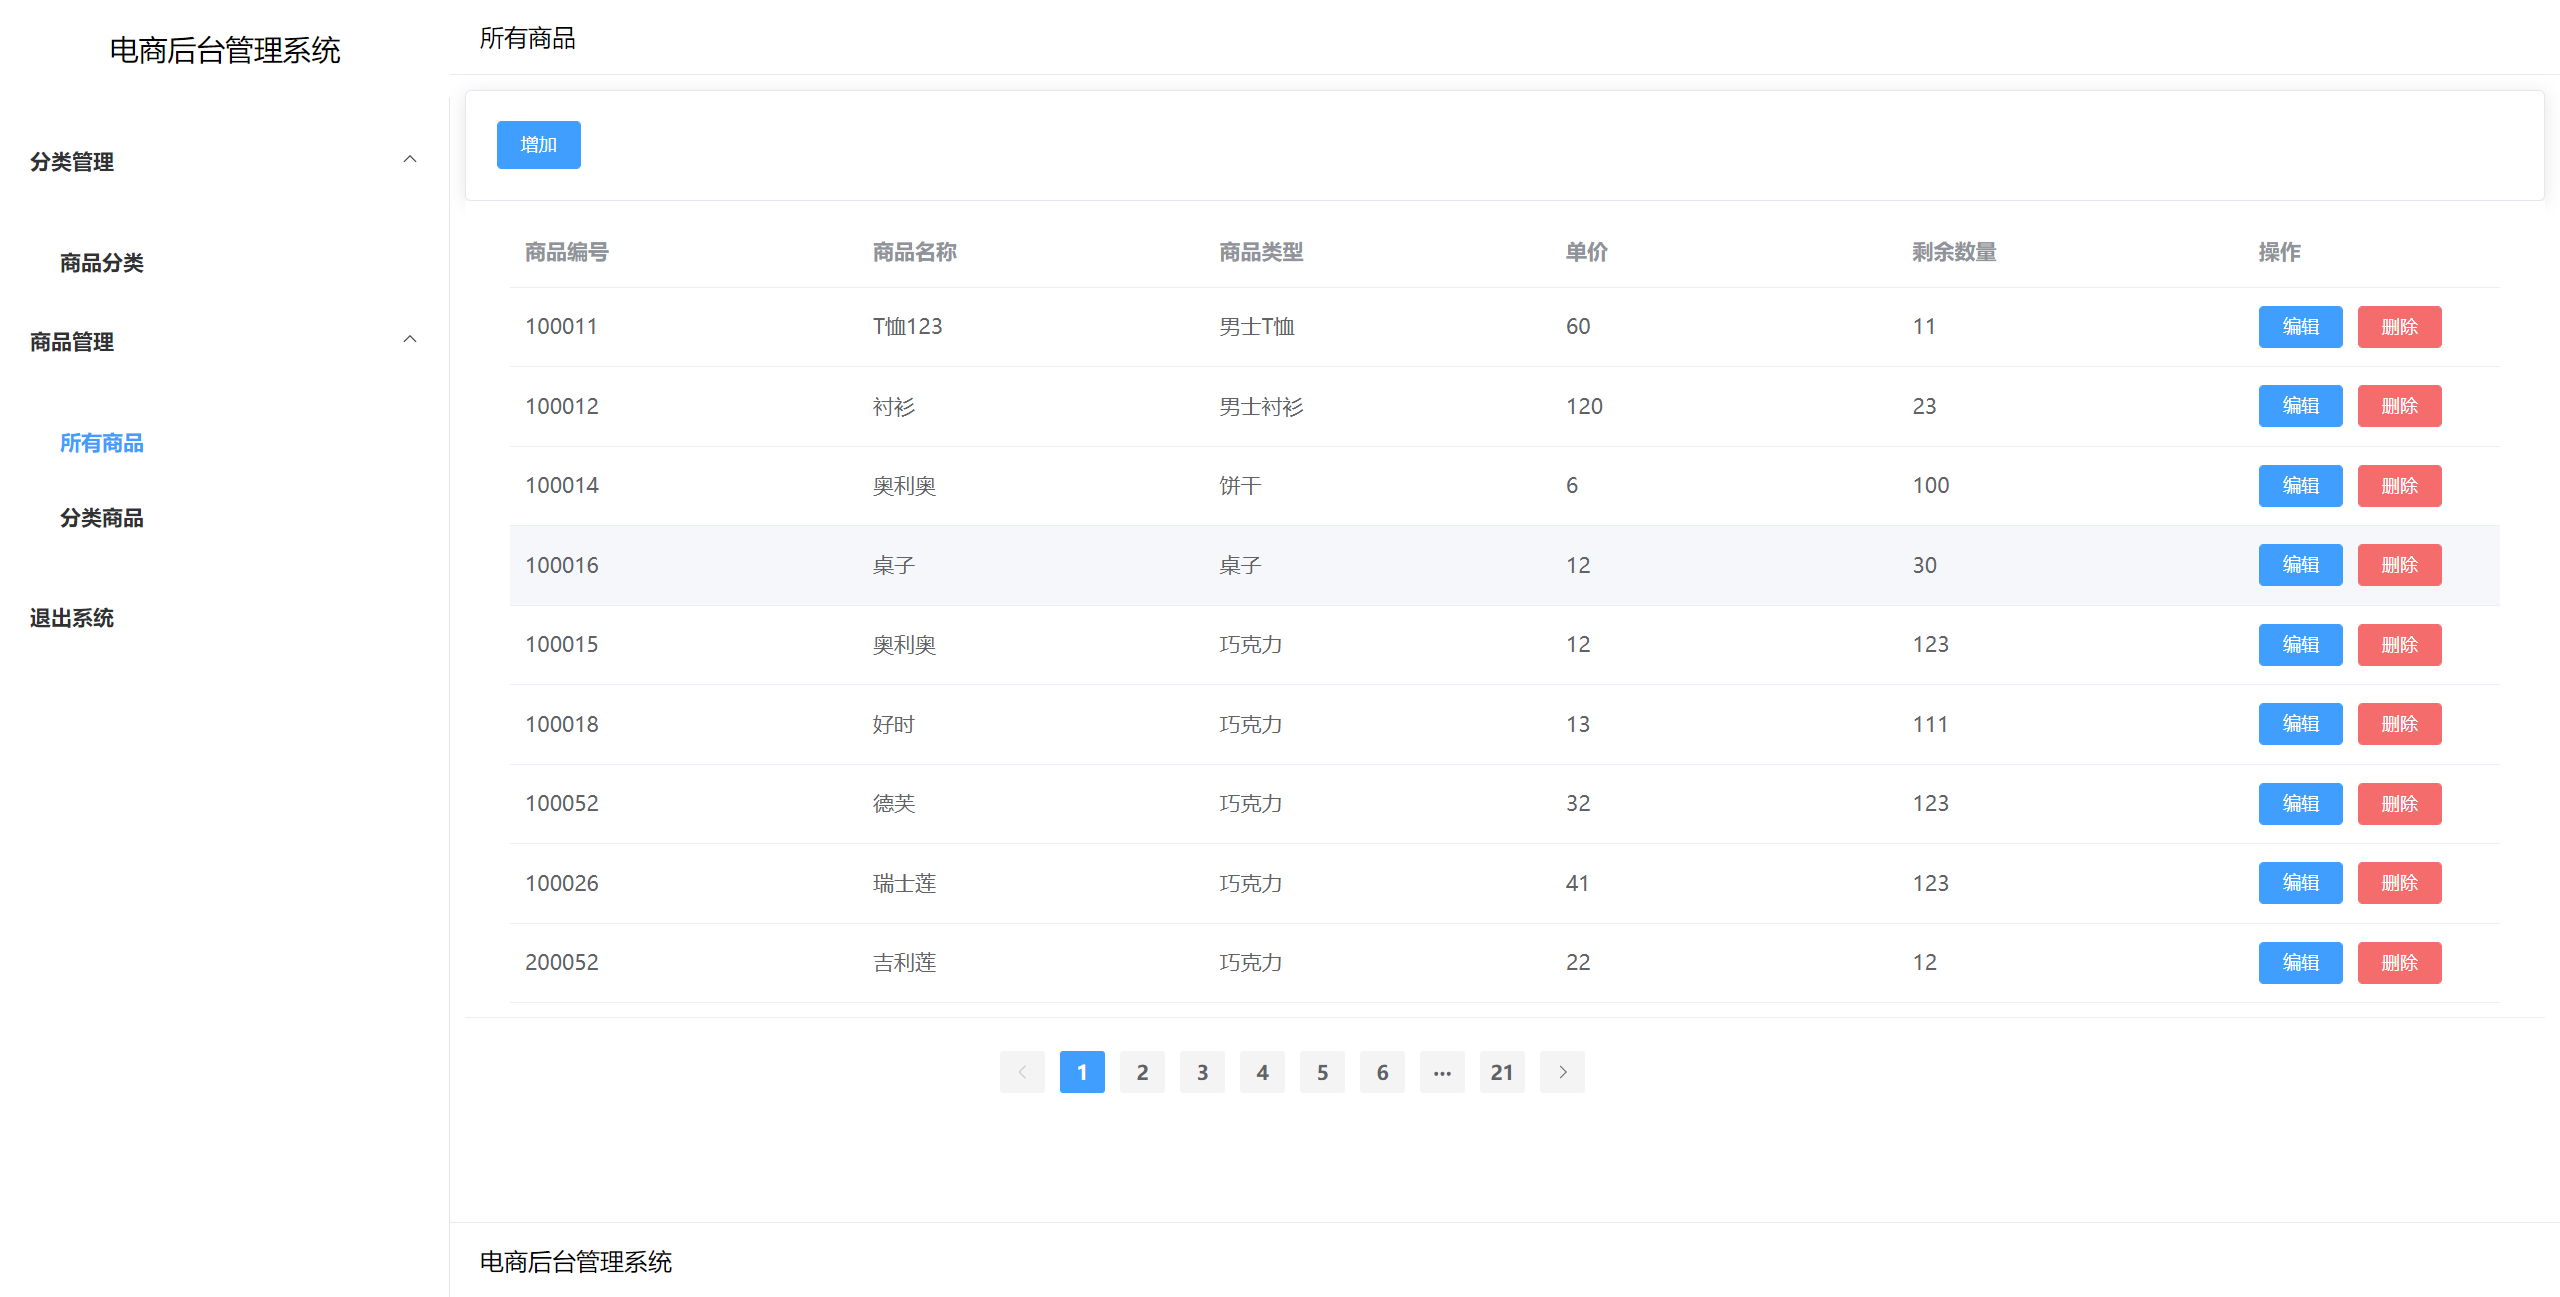 电商后台管理系统
分类管理
商品分类
商品管理
所有商品
分类商品
退出系统
所有商品
增加
商品编号 商品名称 商品类型 单价 剩余数量 操作
100011 T恤123 男士T恤 60 11 编辑 删除
100012 衬衫 男士衬衫 120 23 编辑 删除
100014 奥利奥 饼干 6 100 编辑 删除
100016 桌子 桌子 12 30 编辑 删除
100015 奥利奥 巧克力 12 123 编辑 删除
100018 好时 巧克力 13 111 编辑 删除
100052 德芙 巧克力 32 123 编辑 删除
100026 瑞士莲 巧克力 41 123 编辑 删除
200052 吉利莲 巧克力 22 12 编辑 删除
1 2 3 4 5 6 ··· 21
电商后台管理系统